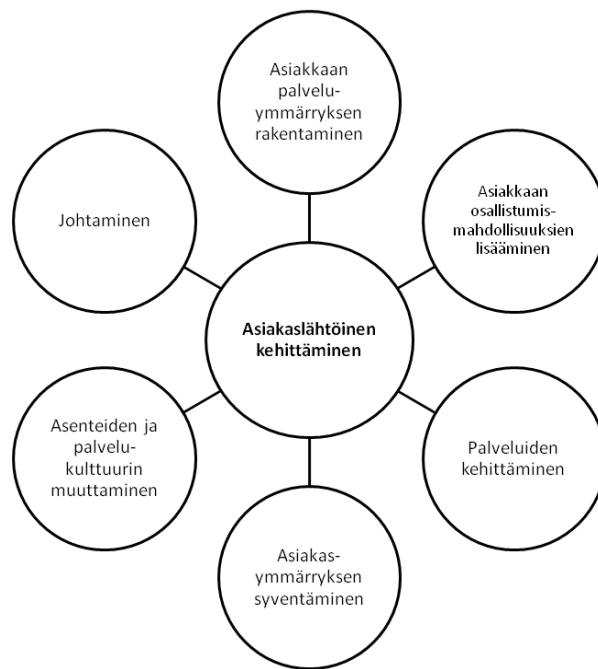 Asiakkaan
palvelu-
ymmärryksen
rakentaminen
Asiakkaan
osallistumis-
mahdollisuuksien
lisääminen
Johtaminen
Asiakaslähtöinen
kehittäminen
Asenteiden ja
palvelu-
kulttuurin
muuttaminen
Palveluiden
kehittäminen
Asiakas-
ymmärryksen
syventäminen